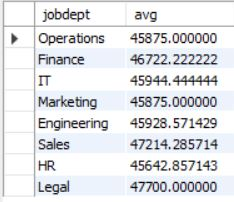 jobdept avg
Operations 45875.000000
Finance 46722.222222
IT 45944.444444
Marketing 45875.000000
Engineering 45928.571429
Sales 47214.285714
HR 45642.857143
Legal 47700.000000